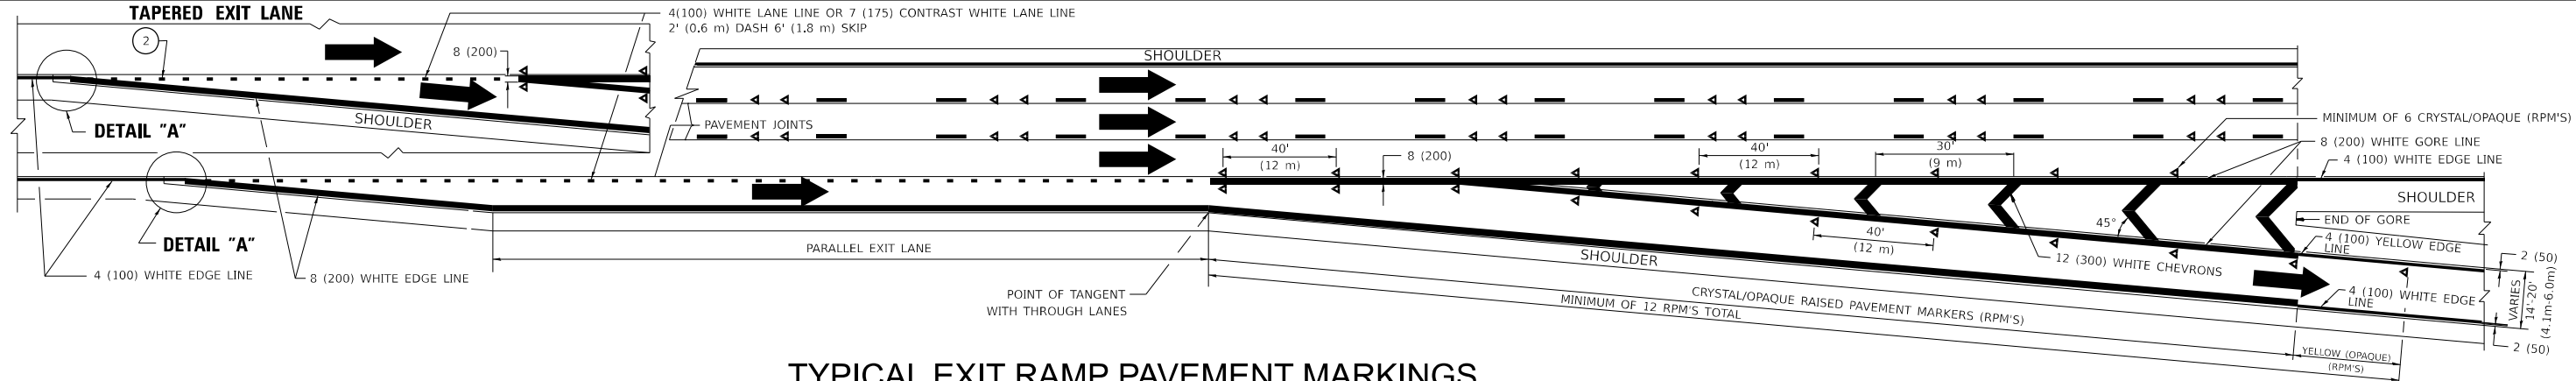 TAPERED EXIT LANE
2
4(100) WHITE LANE LINE OR 7 (175) CONTRAST WHITE LANE LINE
2' (0.6 m) DASH 6' (1.8 m) SKIP
8 (200)
SHOULDER
DETAIL "A"
SHOULDER
PAVEMENT JOINTS
DETAIL "A"
4 (100) WHITE EDGE LINE
8 (200) WHITE EDGE LINE
PARALLEL EXIT LANE
POINT OF TANGENT
WITH THROUGH LANES
40'
(12 m)
8 (200)
40'
(12 m)
30'
(9 m)
MINIMUM OF 6 CRYSTAL/OPAQUE (RPM'S)
8 (200) WHITE GORE LINE
4 (100) WHITE EDGE LINE
SHOULDER
END OF GORE
45°
40'
(12 m)
4 (100) YELLOW EDGE
LINE
12 (300) WHITE CHEVRONS
SHOULDER
2 (50)
VARIES
14'-20'
(4.1m-6.0m)
4 (100) WHITE EDGE
LINE
2 (50)
CRYSTAL/OPAQUE RAISED PAVEMENT MARKERS (RPM'S)
MINIMUM OF 12 RPM'S TOTAL
YELLOW (OPAQUE)
(RPM'S)
TYPICAL EXIT RAMP PAVEMENT MARKINGS